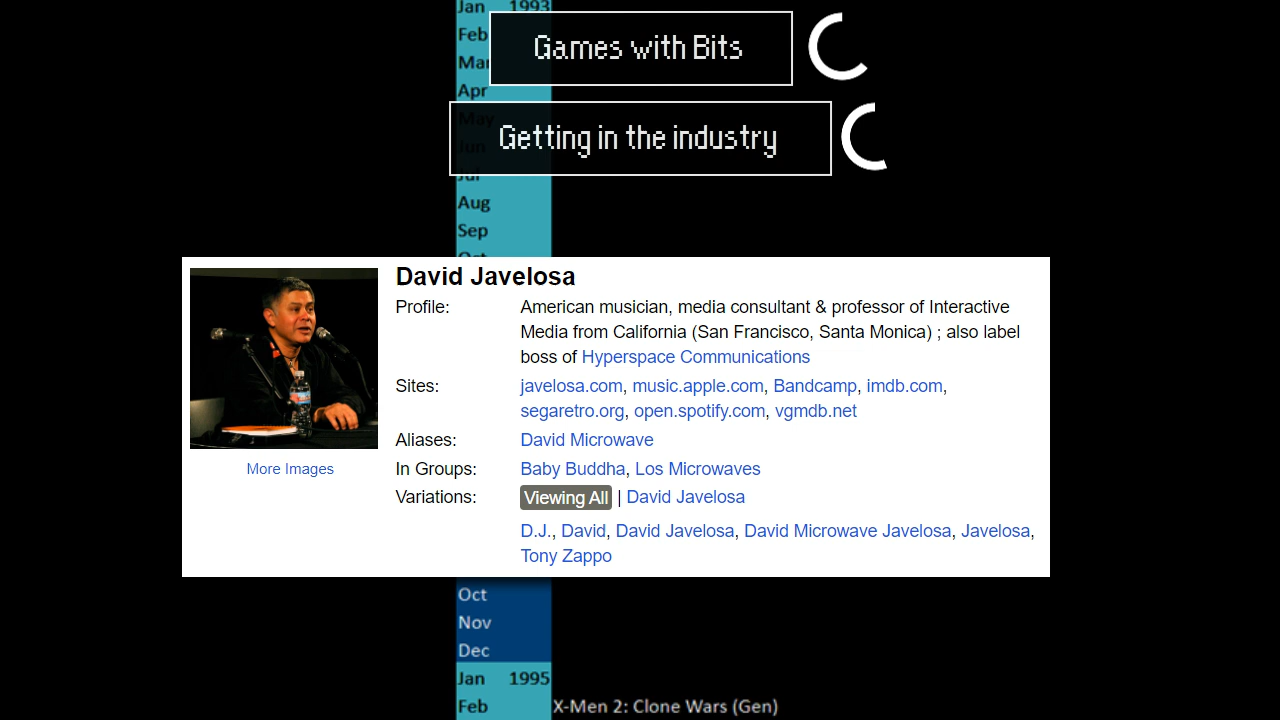 Jan 1993
Feb
Games with Bits
Mar
Apr
May
Getting in the industry
Jun
Jul
Aug
Sep
Oct
David Javelosa
Profile: American musician, media consultant & professor of Interactive
Media from California (San Francisco, Santa Monica) ; also label
boss of Hyperspace Communications
Sites: javelosa.com, music.apple.com, Bandcamp, imdb.com,
segaretro.org, open.spotify.com, vgmdb.net
Aliases: David Microwave
More Images
In Groups: Baby Buddha, Los Microwaves
Variations: Viewing All | David Javelosa
D.J., David, David Javelosa, David Microwave Javelosa, Javelosa,
Tony Zappo
Oct
Nov
Dec
Jan 1995
Feb X-Men 2: Clone Wars (Gen)